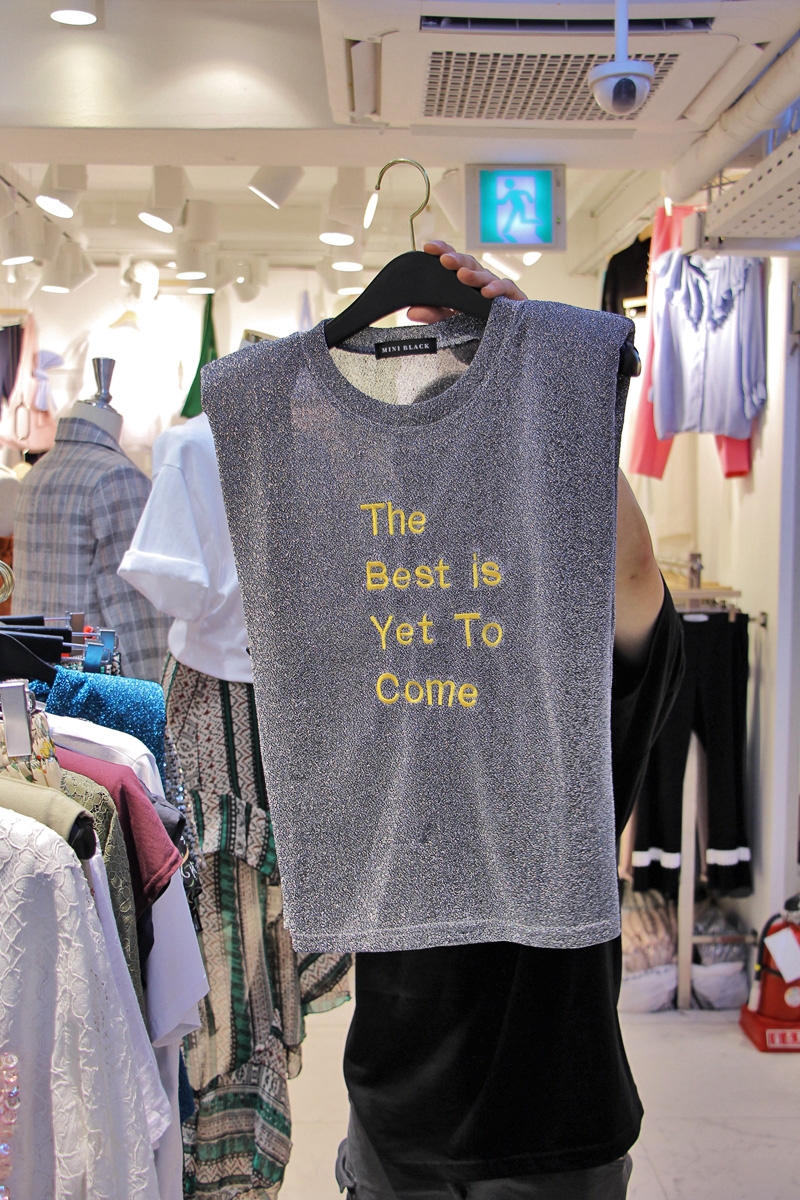 MINI BLACK
The
Best is
Yet To
Come